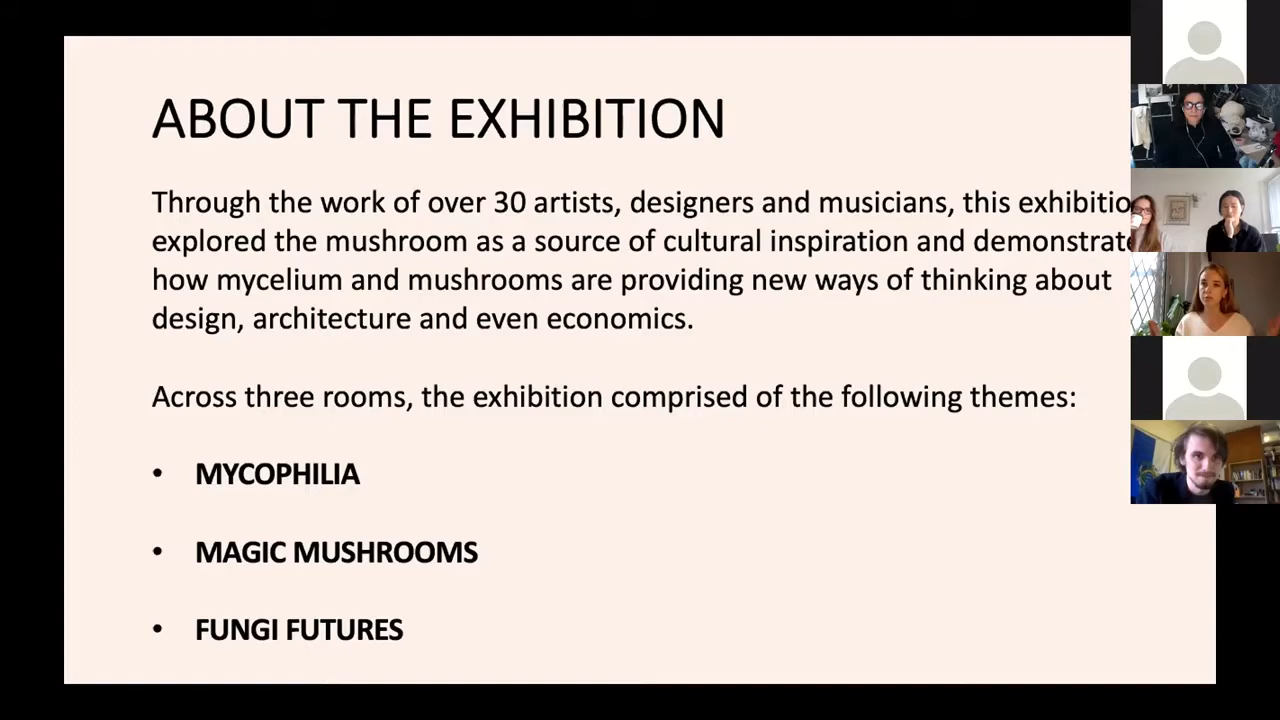 ABOUT THE EXHIBITION
Through the work of over 30 artists, designers and musicians, this exhibitio
explored the mushroom as a source of cultural inspiration and demonstrate
how mycelium and mushrooms are providing new ways of thinking about
design, architecture and even economics.
Across three rooms, the exhibition comprised of the following themes:
• MYCOPHILIA
• MAGIC MUSHROOMS
• FUNGI FUTURES